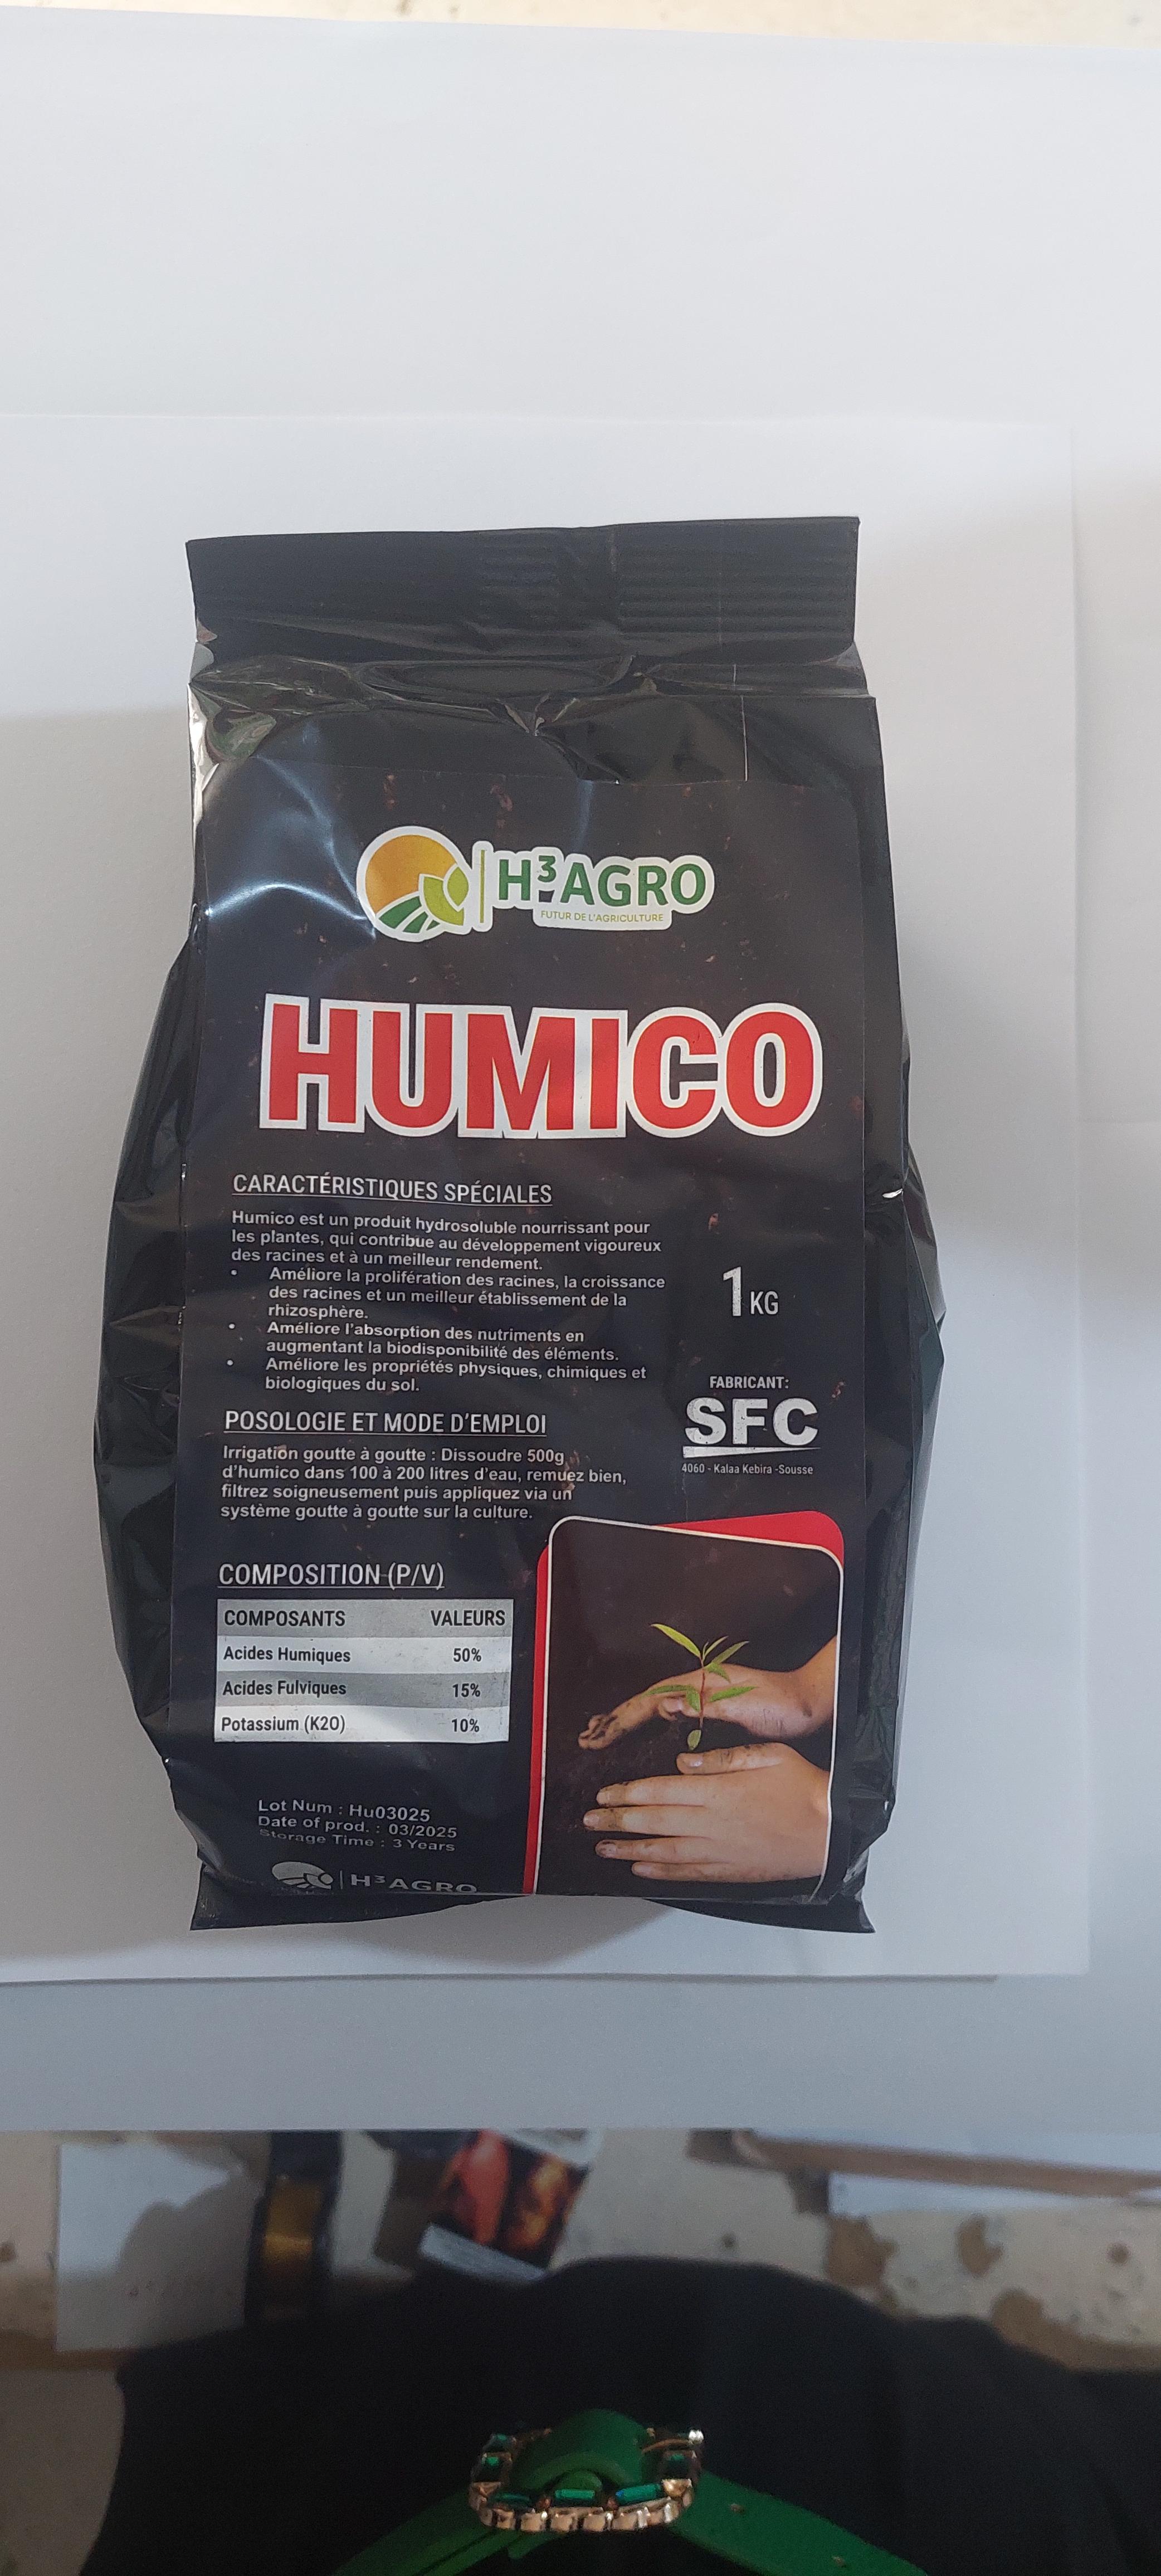 H³AGRO
FUTUR DE L'AGRICULTURE
HUMICO
CARACTÉRISTIQUES SPÉCIALES
Humico est un produit hydrosoluble nourrissant pour
les plantes, qui contribue au développement vigoureux
des racines et à un meilleur rendement.
• Améliore la prolifération des racines, la croissance
des racines et un meilleur établissement de la
rhizosphère.
• Améliore l'absorption des nutriments en
augmentant la biodisponibilité des éléments.
• Améliore les propriétés physiques, chimiques et
biologiques du sol.
1KG
FABRICANT:
SFC
4060 - Kalaa Kebira -Sousse
POSOLOGIE ET MODE D'EMPLOI
Irrigation goutte à goutte : Dissoudre 500g
d'humico dans 100 à 200 litres d'eau, remuez bien,
filtrez soigneusement puis appliquez via un
système goutte à goutte sur la culture.
COMPOSITION (P/V)
COMPOSANTS VALEURS
Acides Humiques 50%
Acides Fulviques 15%
Potassium (K2O) 10%
Lot Num : Hu03025
Date of prod. : 03/2025
Storage Time : 3 Years
H³AGRO